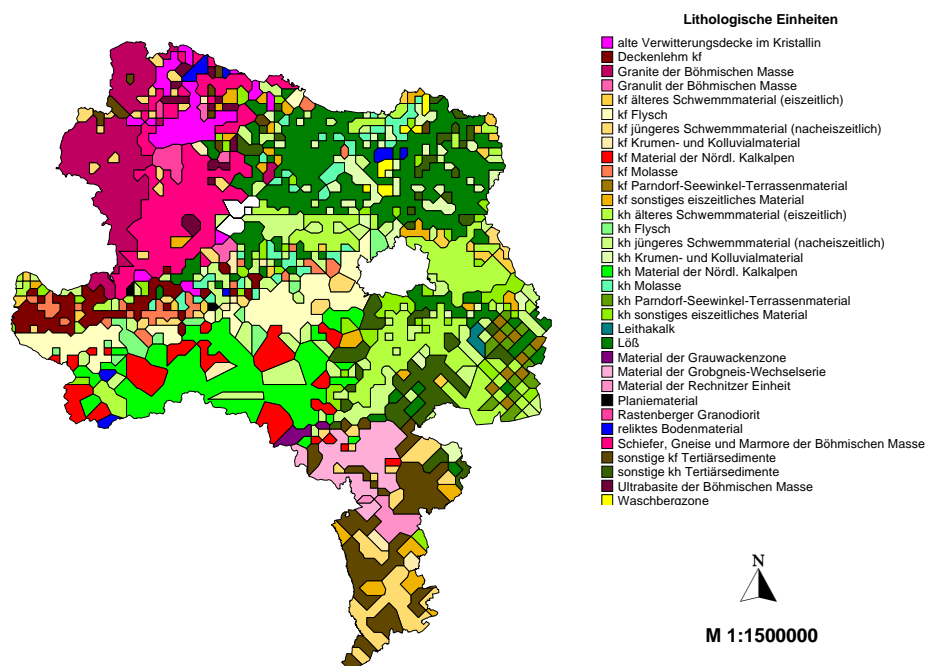 Lithologische Einheiten
alte Verwitterungsdecke im Kristallin
Deckenlehm kf
Granite der Böhmischen Masse
Granulit der Böhmischen Masse
kf älteres Schwemmmaterial (eiszeitlich)
kf Flysch
kf jüngeres Schwemmmaterial (nacheiszeitlich)
kf Krumen- und Kolluvialmaterial
kf Material der Nördl. Kalkalpen
kf Molasse
kf Parndorf-Seewinkel-Terrassenmaterial
kf sonstiges eiszeitliches Material
kh älteres Schwemmmaterial (eiszeitlich)
kh Flysch
kh jüngeres Schwemmmaterial (nacheiszeitlich)
kh Krumen- und Kolluvialmaterial
kh Material der Nördl. Kalkalpen
kh Molasse
kh Parndorf-Seewinkel-Terrassenmaterial
kh sonstiges eiszeitliches Material
Leithakalk
Löß
Material der Grauwackenzone
Material der Grobgneis-Wechselserie
Material der Rechnitzer Einheit
Planiematerial
Rastenberger Granodiorit
reliktes Bodenmaterial
Schiefer, Gneise und Marmore der Böhmischen Masse
sonstige kf Tertiärsedimente
sonstige kh Tertiärsedimente
Ultrabasite der Böhmischen Masse
Waschbergzone
N
M 1:1500000